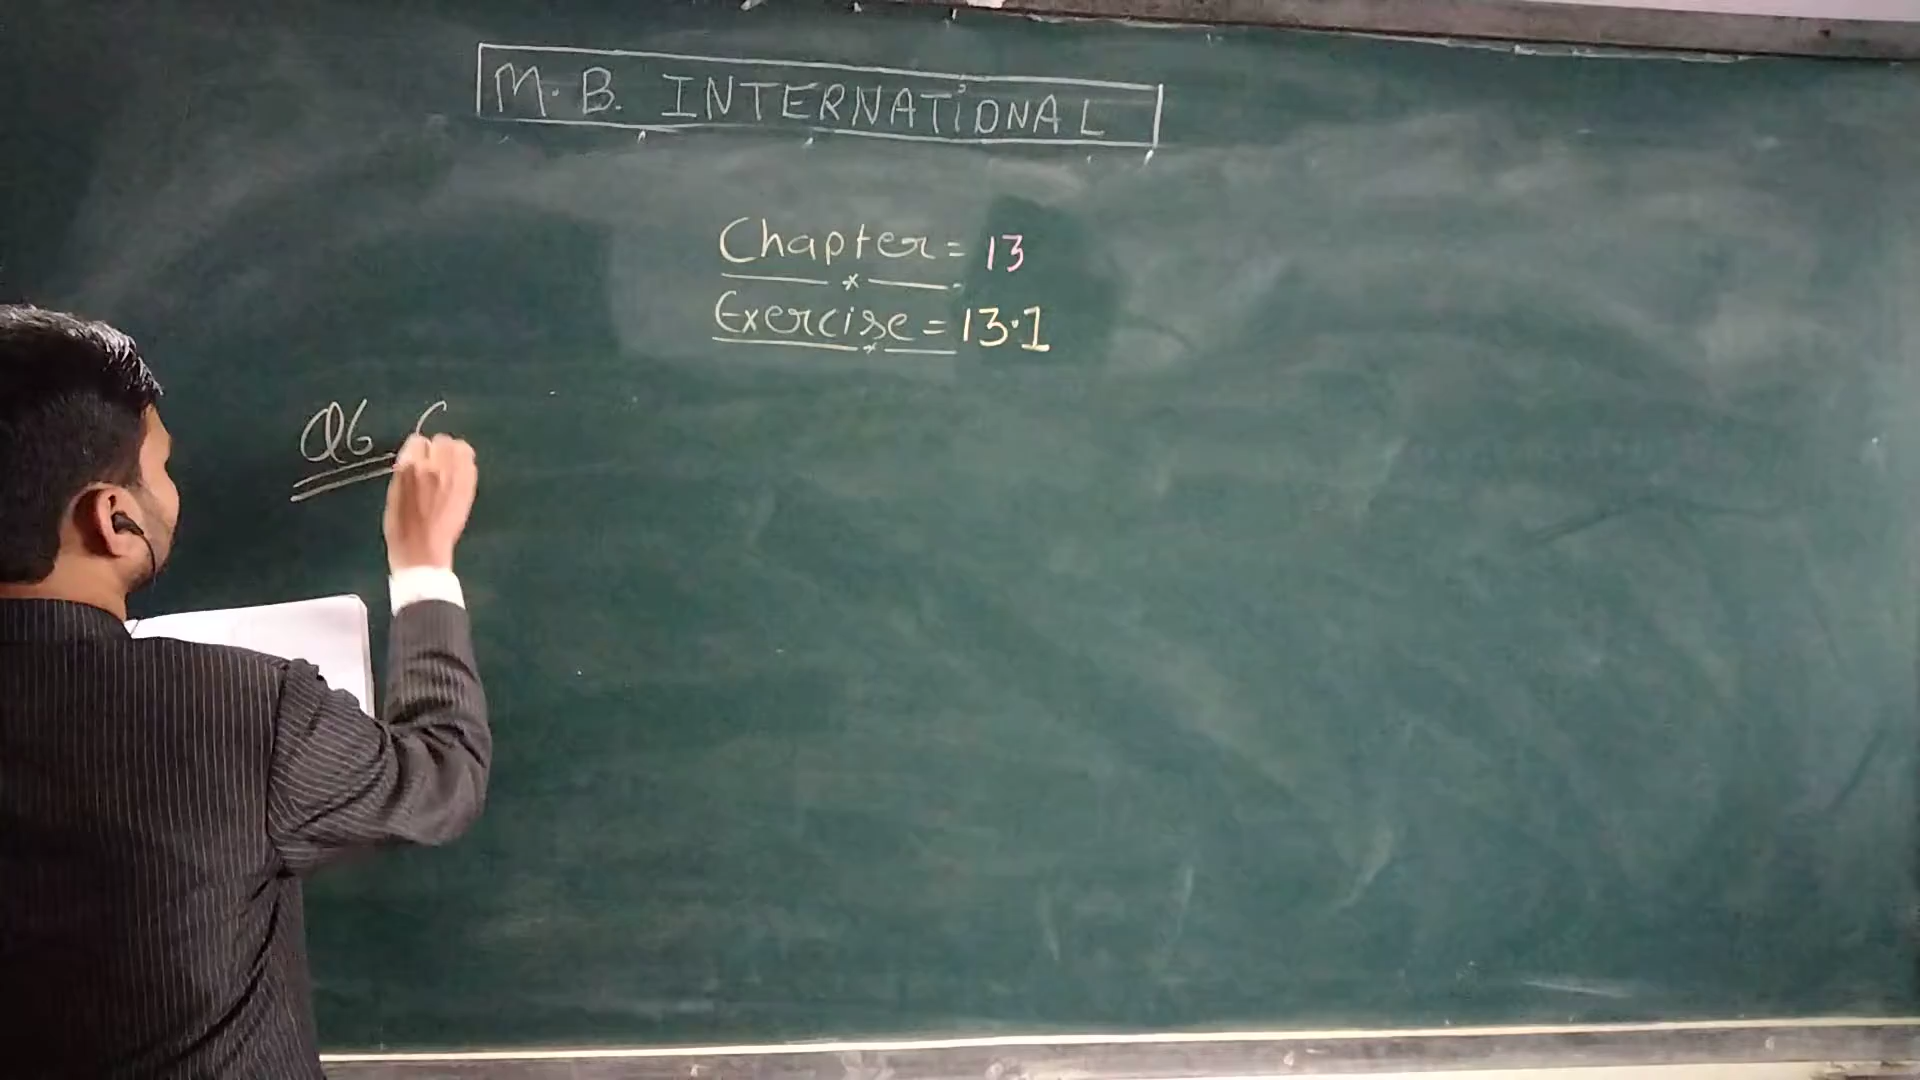 M. B. INTERNATiONAL
Chapter = 13
Exercise = 13.1
Q6 C